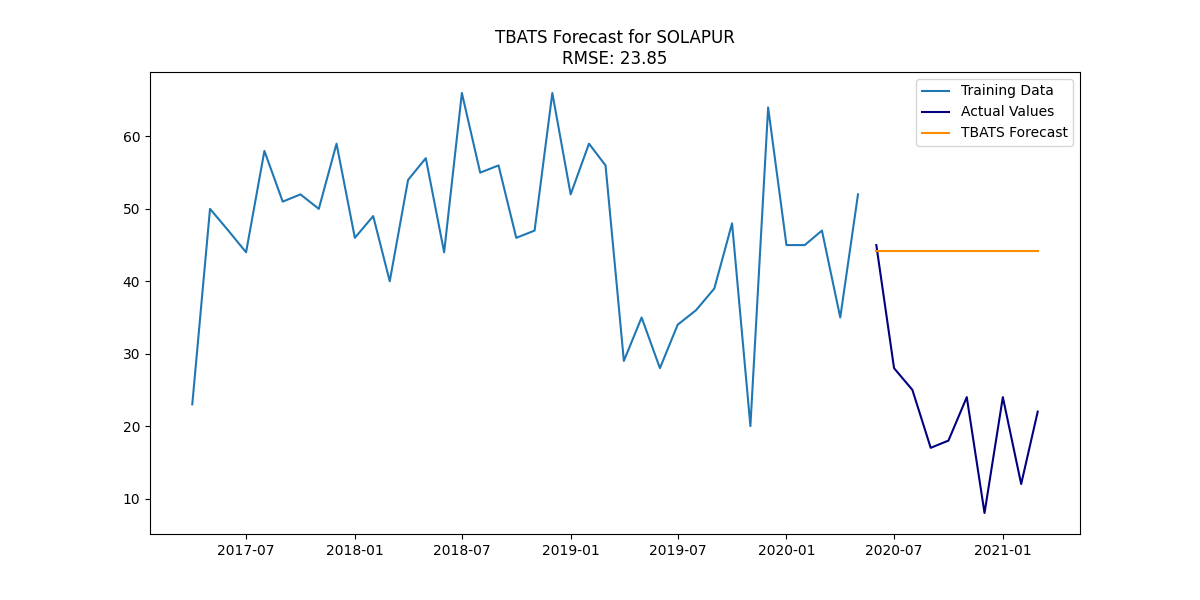 TBATS Forecast for SOLAPUR
RMSE: 23.85
Training Data
Actual Values
TBATS Forecast
60
50
40
30
20
10
2017-07
2018-01
2018-07
2019-01
2019-07
2020-01
2020-07
2021-01